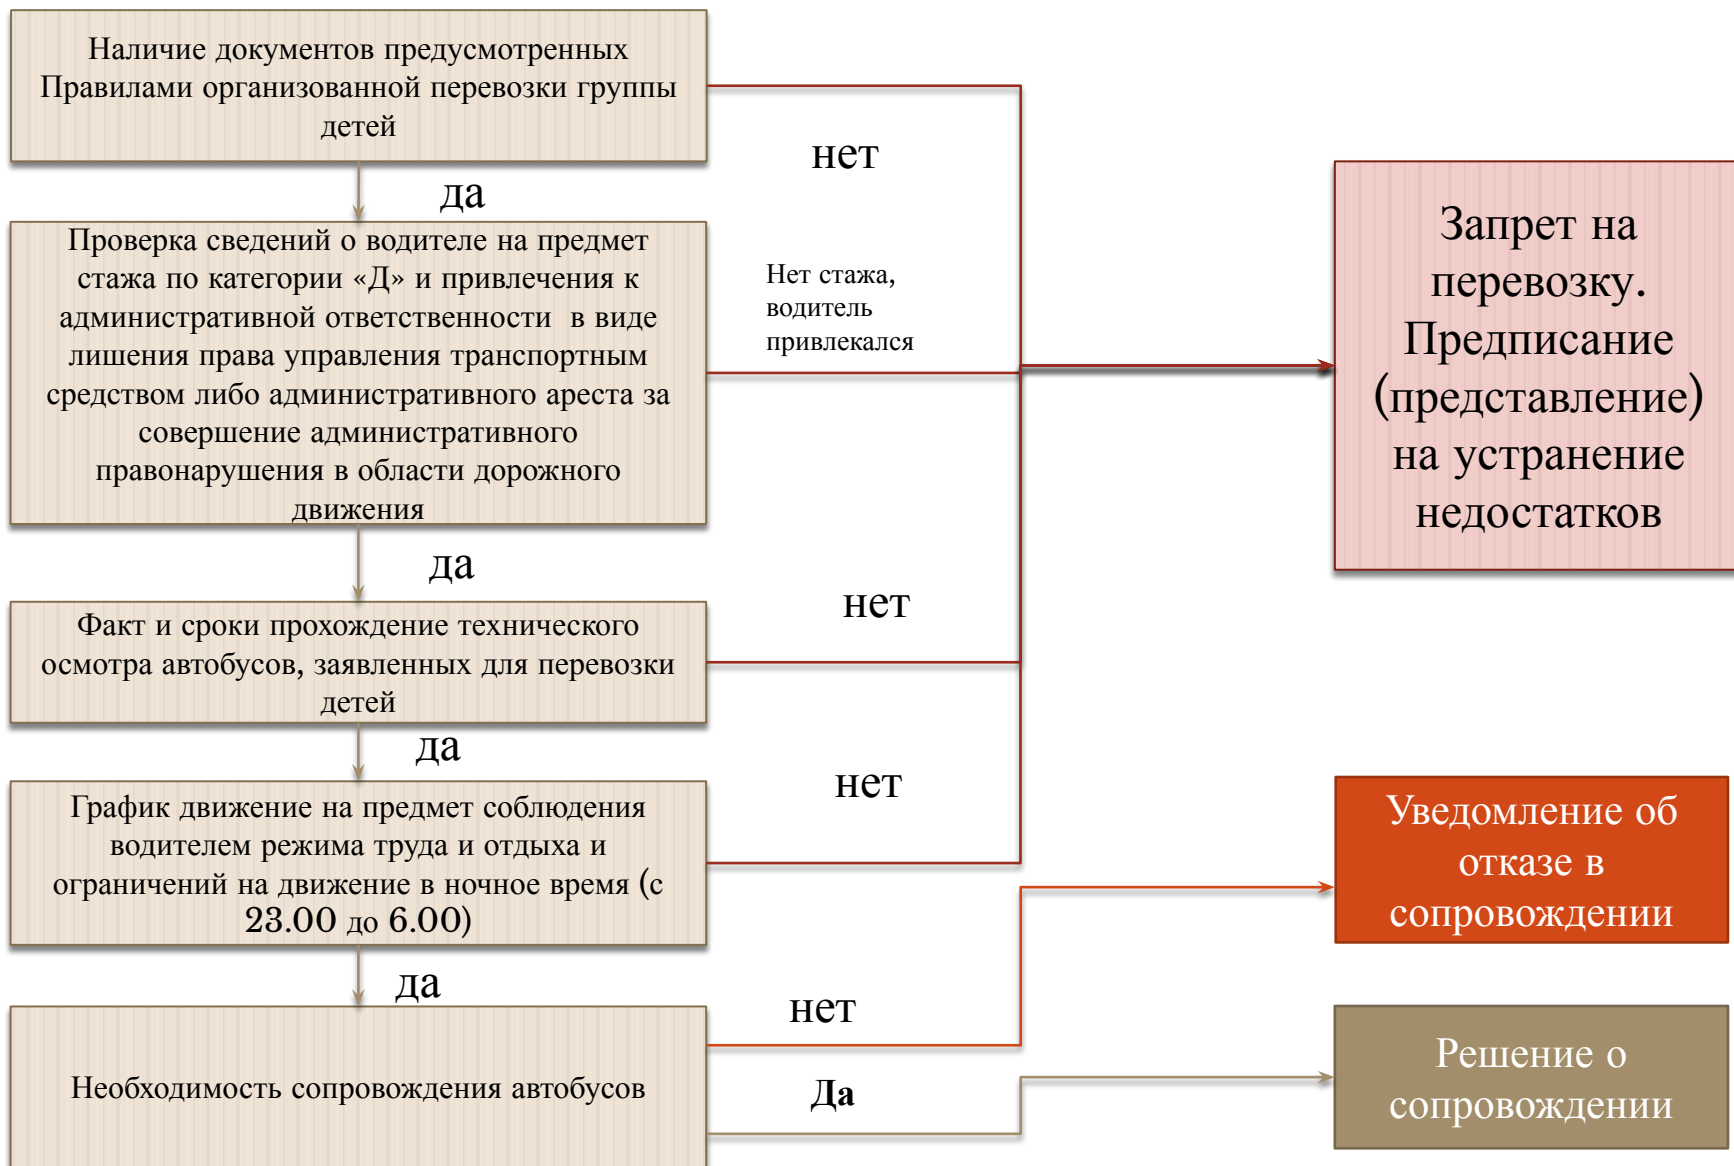 Наличие документов предусмотренных
Правилами организованной перевозки группы
детей
нет
да
Проверка сведений о водителе на предмет
стажа по категории «Д» и привлечения к
административной ответственности в виде
лишения права управления транспортным
средством либо административного ареста за
совершение административного
правонарушения в области дорожного
движения
Нет стажа,
водитель
привлекался
Запрет на
перевозку.
Предписание
(представление)
на устранение
недостатков
да
нет
Факт и сроки прохождение технического
осмотра автобусов, заявленных для перевозки
детей
да
нет
График движение на предмет соблюдения
водителем режима труда и отдыха и
ограничений на движение в ночное время (с
23.00 до 6.00)
Уведомление об
отказе в
сопровождении
да
нет
Необходимость сопровождения автобусов
Да
Решение о
сопровождении